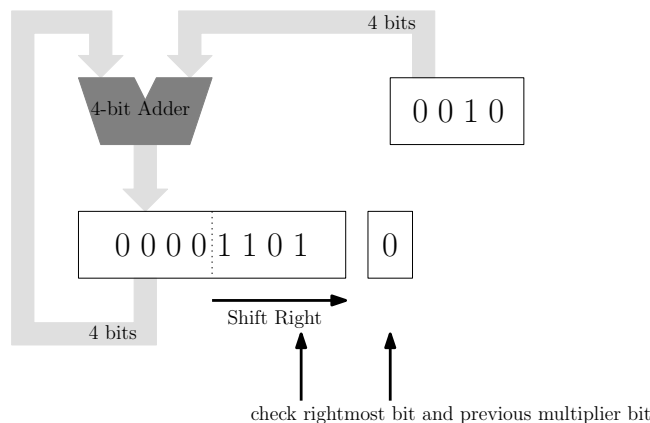 4 bits
4-bit Adder
0 0 1 0
0 0 0 0 1 1 0 1
0
Shift Right
4 bits
check rightmost bit and previous multiplier bit